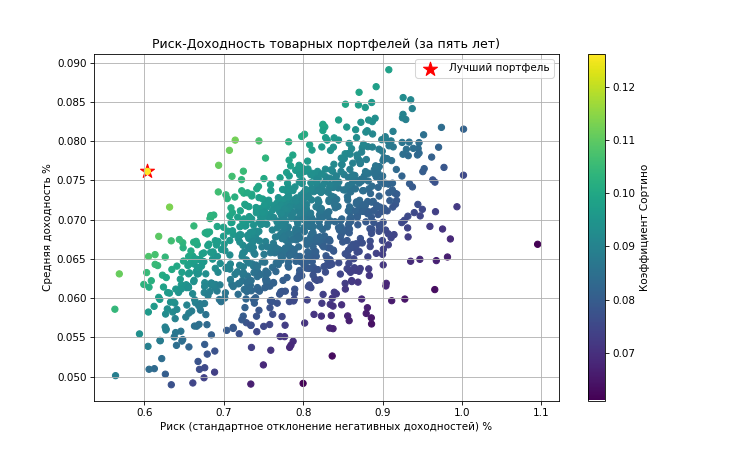 Риск-Доходность товарных портфелей (за пять лет)
Лучший портфель
Средняя доходность %
0.090
0.085
0.080
0.075
0.070
0.065
0.060
0.055
0.050
0.6 0.7 0.8 0.9 1.0 1.1
Риск (стандартное отклонение негативных доходностей) %
0.12
0.11
0.10
0.09
0.08
0.07
Коэффициент Сортино